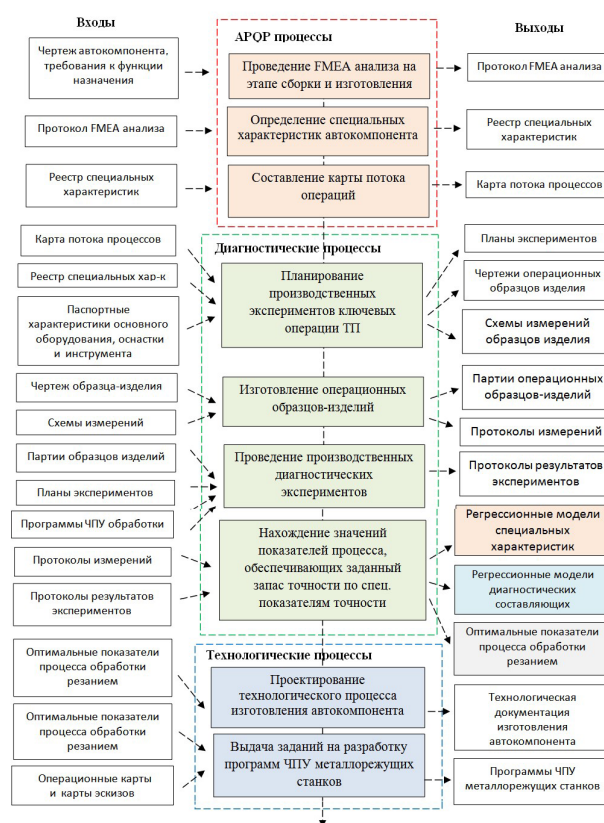 Входы
APQP процессы
Выходы
Чертеж автокомпонента,
требования к функции
назначения
Проведение FMEA анализа на
этапе сборки и изготовления
Протокол FMEA анализа
Протокол FMEA анализа
Определение специальных
характеристик автокомпонента
Реестр специальных
характеристик
Реестр специальных
характеристик
Составление карты потока
операций
Карта потока процессов
Диагностические процессы
Карта потока процессов
Реестр специальных хар-к
Паспортные
характеристики основного
оборудования, оснастки
и инструмента
Планирование
производственных
экспериментов ключевых
операции ТП
Планы экспериментов
Чертежи операционных
образцов изделия
Схемы измерений
образцов изделия
Чертеж образца-изделия
Схемы измерений
Изготовление операционных
образцов-изделий
Партии операционных
образцов-изделий
Протоколы измерений
Партии образцов изделий
Планы экспериментов
Программы ЧПУ обработки
Проведение производственных
диагностических
экспериментов
Протоколы результатов
экспериментов
Протоколы измерений
Протоколы результатов
экспериментов
Нахождение значений
показателей процесса,
обеспечивающих заданный
запас точности по спец.
показателям точности
Регрессионные модели
специальных
характеристик
Регрессионные модели
диагностических
составляющих
Оптимальные показатели
процесса обработки
резанием
Технологические процессы
Оптимальные показатели
процесса обработки
резанием
Проектирование
технологического процесса
изготовления автокомпонента
Технологическая
документация
изготовления
автокомпонента
Оптимальные показатели
процесса обработки
резанием
Операционные карты
и карты эскизов
Выдача заданий на разработку
программ ЧПУ металлорежущих
станков
Программы ЧПУ
металлорежущих станков